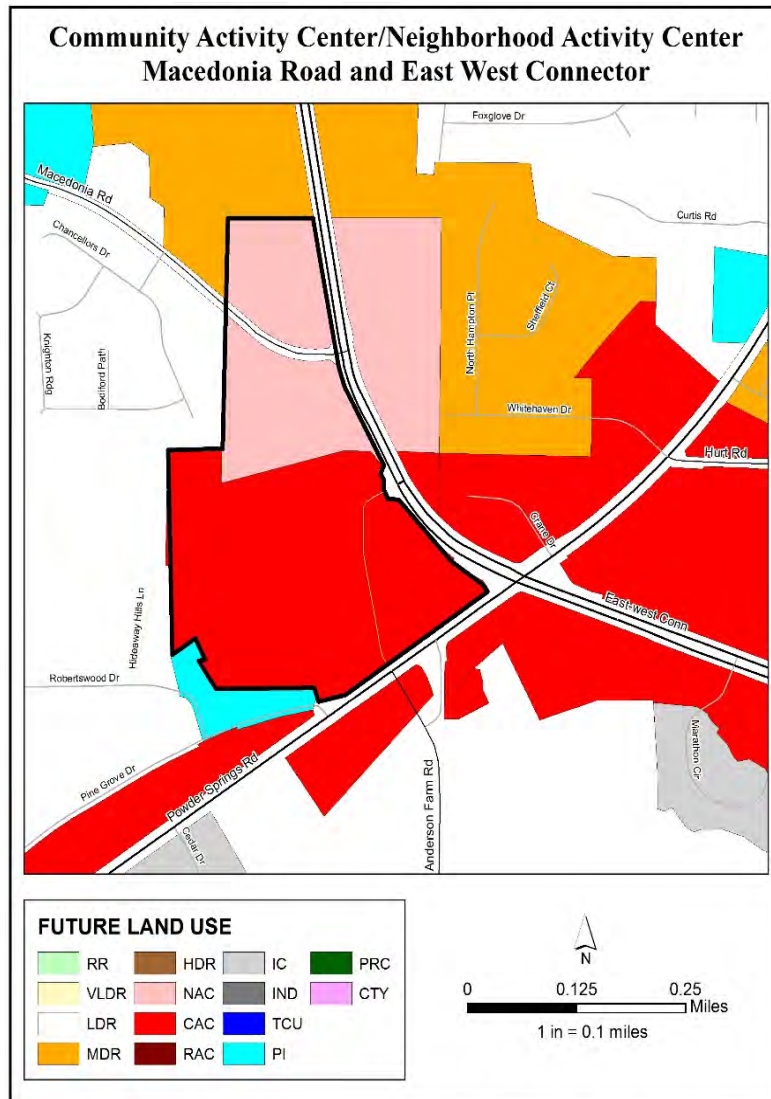 Community Activity Center/Neighborhood Activity Center
Macedonia Road and East West Connector
Foxglove Dr
Macedonia Rd
Curtis Rd
Chancellors Dr
North Hampton Pl
Sheffield Ct
Knighton Rdg
Bodiford Path
Whitehaven Dr
Hurt Rd
Crane Dr
East-west Conn
Hideaway Hills Ln
Robertswood Dr
Marathon Cir
Pine Grove Dr
Powder Springs Rd
Anderson Farm Rd
Cedar Dr
FUTURE LAND USE
RR HDR IC PRC
VLDR NAC IND CTY
LDR CAC TCU
MDR RAC PI
N
0 0.125 0.25
Miles
1 in = 0.1 miles